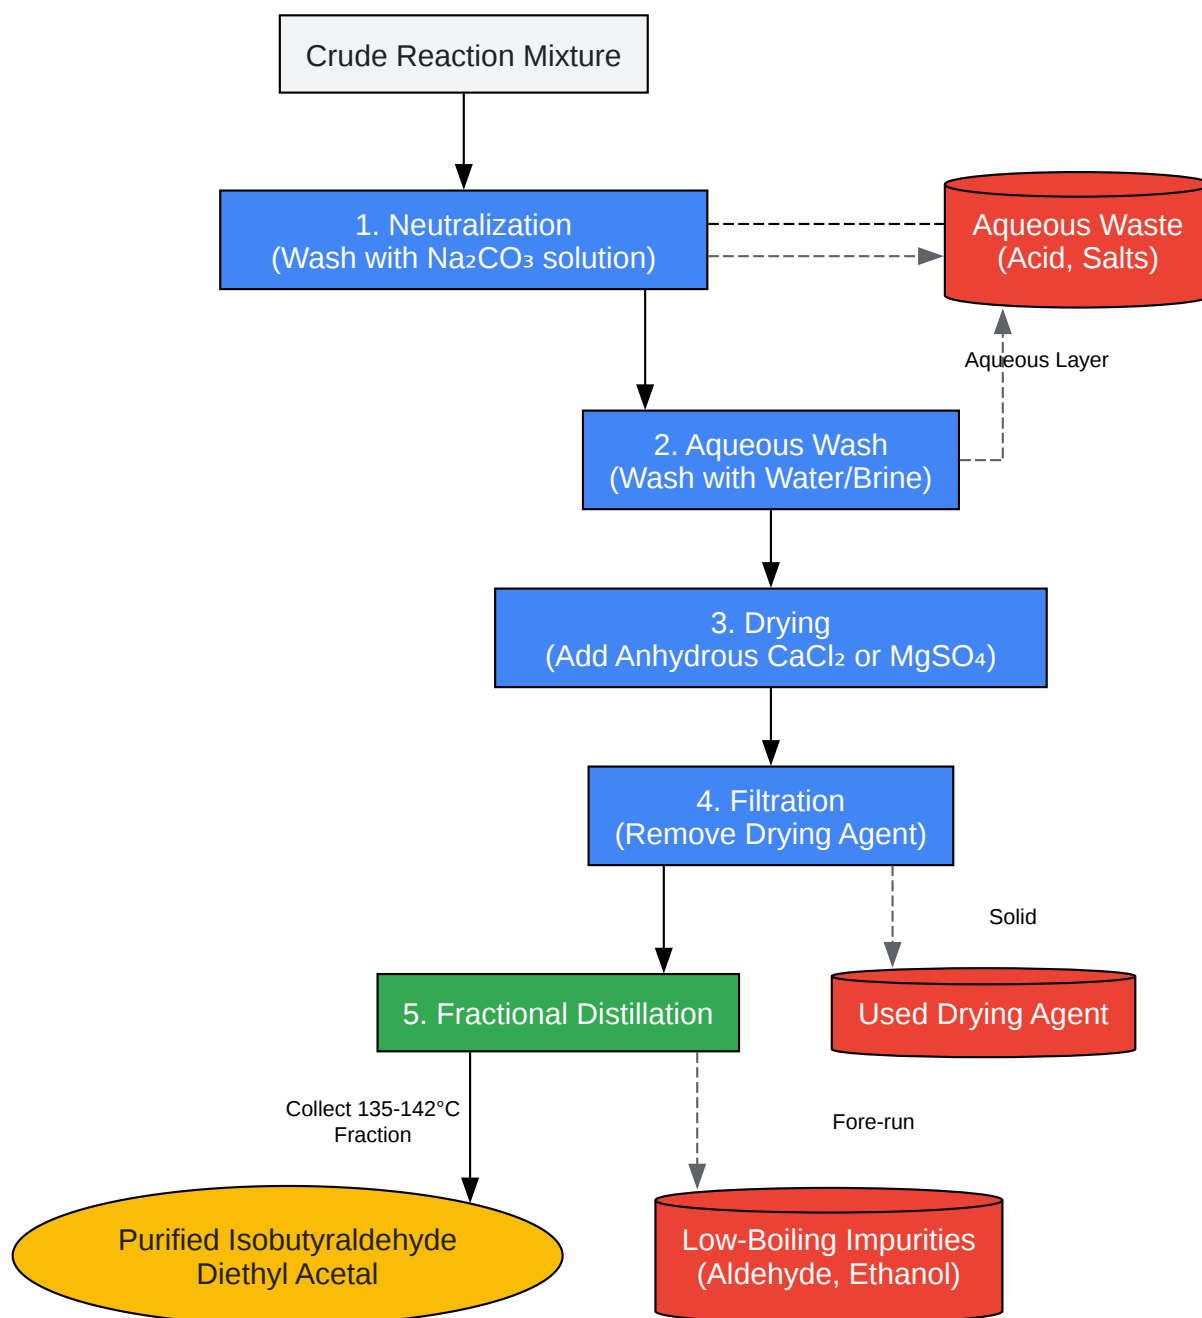 Crude Reaction Mixture
1. Neutralization
(Wash with Na₂CO₃ solution)
Aqueous Waste
(Acid, Salts)
Aqueous Layer
2. Aqueous Wash
(Wash with Water/Brine)
3. Drying
(Add Anhydrous CaCl₂ or MgSO₄)
4. Filtration
(Remove Drying Agent)
Solid
5. Fractional Distillation
Used Drying Agent
Collect 135-142°C
Fraction
Fore-run
Purified Isobutyraldehyde
Diethyl Acetal
Low-Boiling Impurities
(Aldehyde, Ethanol)